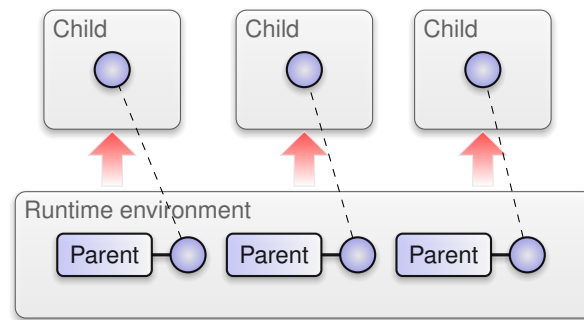 Child
Child
Child
Runtime environment
Parent
Parent
Parent